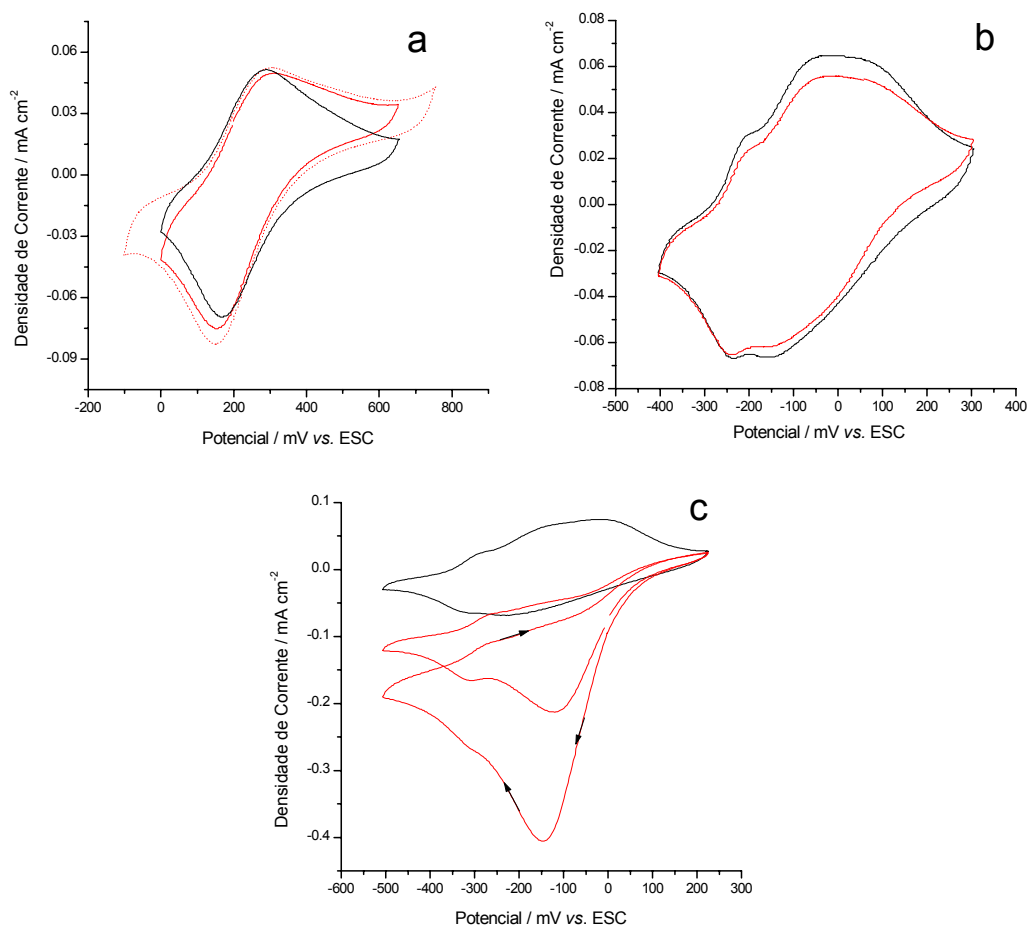 a
0.06
0.03
0.00
-0.03
-0.06
-0.09
Densidade de Corrente / mA cm-2
-200 0 200 400 600 800
Potencial / mV vs. ESC
b
0.08
0.06
0.04
0.02
0.00
-0.02
-0.04
-0.06
-0.08
Densidade de Corrente / mA cm-2
-500 -400 -300 -200 -100 0 100 200 300 400
Potencial / mV vs. ESC
c
0.1
0.0
-0.1
-0.2
-0.3
-0.4
Densidade de Corrente / mA cm-2
-600 -500 -400 -300 -200 -100 0 100 200 300
Potencial / mV vs. ESC